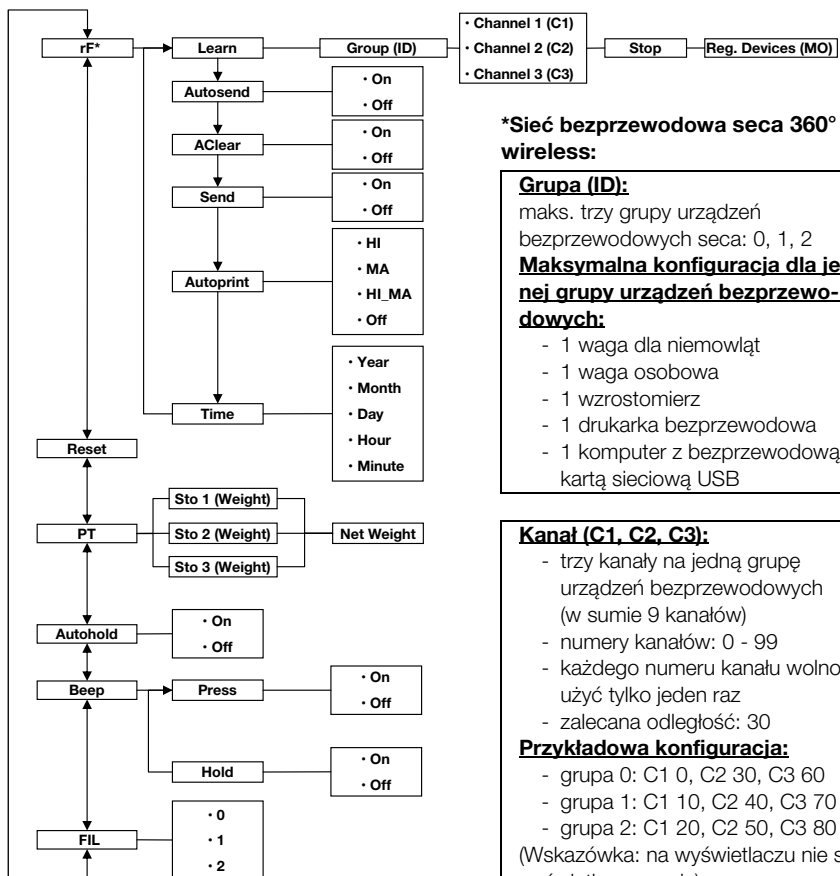 rF*
Learn
Group (ID)
· Channel 1 (C1)
· Channel 2 (C2)
· Channel 3 (C3)
Stop
Reg. Devices (MO)
Autosend
· On
· Off
AClear
· On
· Off
Send
· On
· Off
Autoprint
· HI
· MA
· HI_MA
· Off
Time
· Year
· Month
· Day
· Hour
· Minute
Reset
PT
Sto 1 (Weight)
Sto 2 (Weight)
Sto 3 (Weight)
Net Weight
Autohold
· On
· Off
Beep
Press
· On
· Off
Hold
· On
· Off
FIL
· 0
· 1
· 2
*Sieć bezprzewodowa seca 360°
wireless:
Grupa (ID):
maks. trzy grupy urządzeń
bezprzewodowych seca: 0, 1, 2
Maksymalna konfiguracja dla je
nej grupy urządzeń bezprzewo-
dowych:
- 1 waga dla niemowląt
- 1 waga osobowa
- 1 wzrostomierz
- 1 drukarka bezprzewodowa
- 1 komputer z bezprzewodową
kartą sieciową USB
Kanał (C1, C2, C3):
- trzy kanały na jedną grupę
urządzeń bezprzewodowych
(w sumie 9 kanałów)
- numery kanałów: 0 - 99
- każdego numeru kanału wolno
użyć tylko jeden raz
- zalecana odległość: 30
Przykładowa konfiguracja:
- grupa 0: C1 0, C2 30, C3 60
- grupa 1: C1 10, C2 40, C3 70
- grupa 2: C1 20, C2 50, C3 80
(Wskazówka: na wyświetlaczu nie s